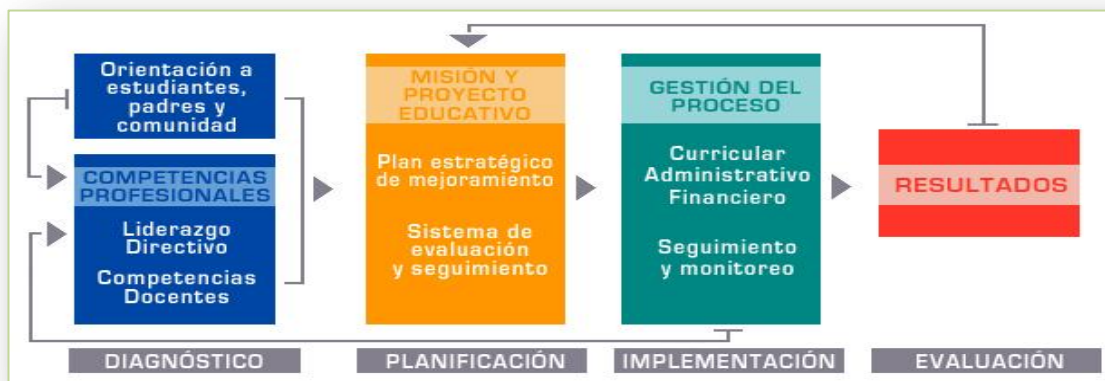 Orientación a
estudiantes,
padres y
comunidad
COMPETENCIAS
PROFESIONALES
Liderazgo
Directivo
Competencias
Docentes
DIAGNÓSTICO
MISIÓN Y
PROYECTO
EDUCATIVO
Plan estratégico
de mejoramiento
Sistema de
evaluación
y seguimiento
PLANIFICACIÓN
GESTIÓN DEL
PROCESO
Curricular
Administrativo
Financiero
Seguimiento
y monitoreo
IMPLEMENTACIÓN
RESULTADOS
EVALUACIÓN